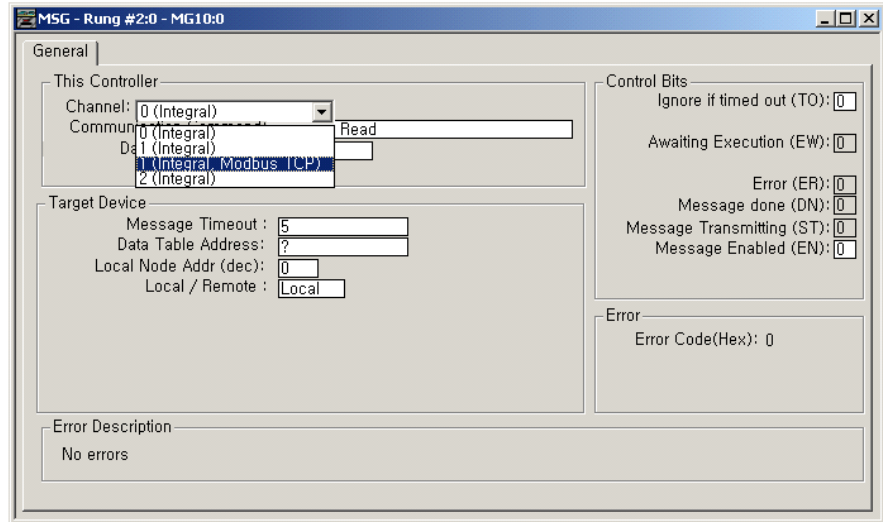 MSG - Rung #2:0 - MG10:0
General
This Controller
Channel: 0 (Integral)
0 (Integral)
1 (Integral)
1 (Integral, Modbus TCP)
2 (Integral)
Read
Target Device
Message Timeout : 5
Data Table Address: ?
Local Node Addr (dec): 0
Local / Remote : Local
Control Bits
Ignore if timed out (TO): 0
Awaiting Execution (EW): 0
Error (ER): 0
Message done (DN): 0
Message Transmitting (ST): 0
Message Enabled (EN): 0
Error
Error Code(Hex): 0
Error Description
No errors